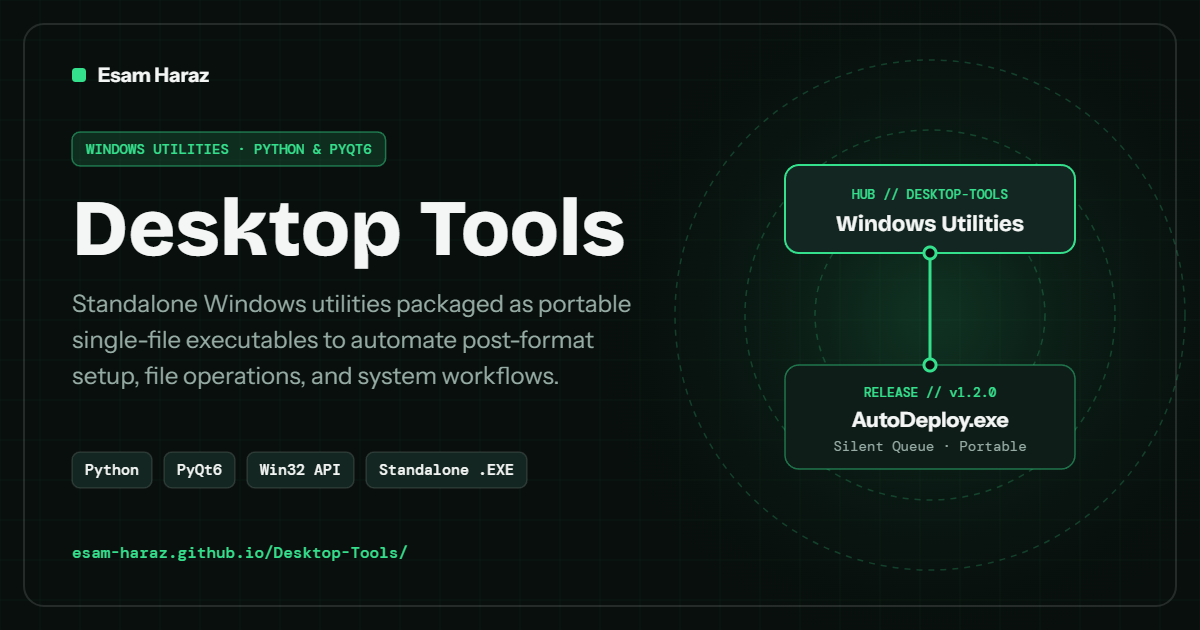 Esam Haraz
WINDOWS UTILITIES · PYTHON & PYQT6
Desktop Tools
Standalone Windows utilities packaged as portable
single-file executables to automate post-format
setup, file operations, and system workflows.
Python
PyQt6
Win32 API
Standalone .EXE
esam-haraz.github.io/Desktop-Tools/
HUB // DESKTOP-TOOLS
Windows Utilities
RELEASE // v1.2.0
AutoDeploy.exe
Silent Queue · Portable